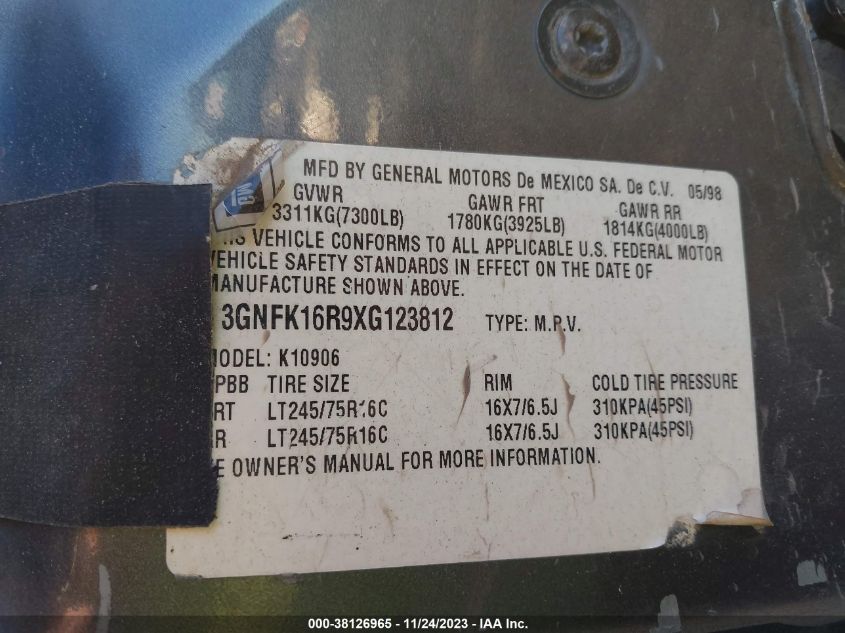 MFD BY GENERAL MOTORS De MEXICO SA. De C.V. 05/98
GVWR GAWR FRT GAWR RR
3311KG(7300LB) 1780KG(3925LB) 1814KG(4000LB)
VEHICLE CONFORMS TO ALL APPLICABLE U.S. FEDERAL MOTOR
VEHICLE SAFETY STANDARDS IN EFFECT ON THE DATE OF
MANUFACTURE SHOWN ABOVE.
3GNFK16R9XG123812 TYPE: M.P.V.
MODEL: K10906
PBB TIRE SIZE RIM COLD TIRE PRESSURE
RT LT245/75R16C 16X7/6.5J 310KPA(45PSI)
R LT245/75R16C 16X7/6.5J 310KPA(45PSI)
E OWNER'S MANUAL FOR MORE INFORMATION.
000-38126965 - 11/24/2023 - IAA Inc.